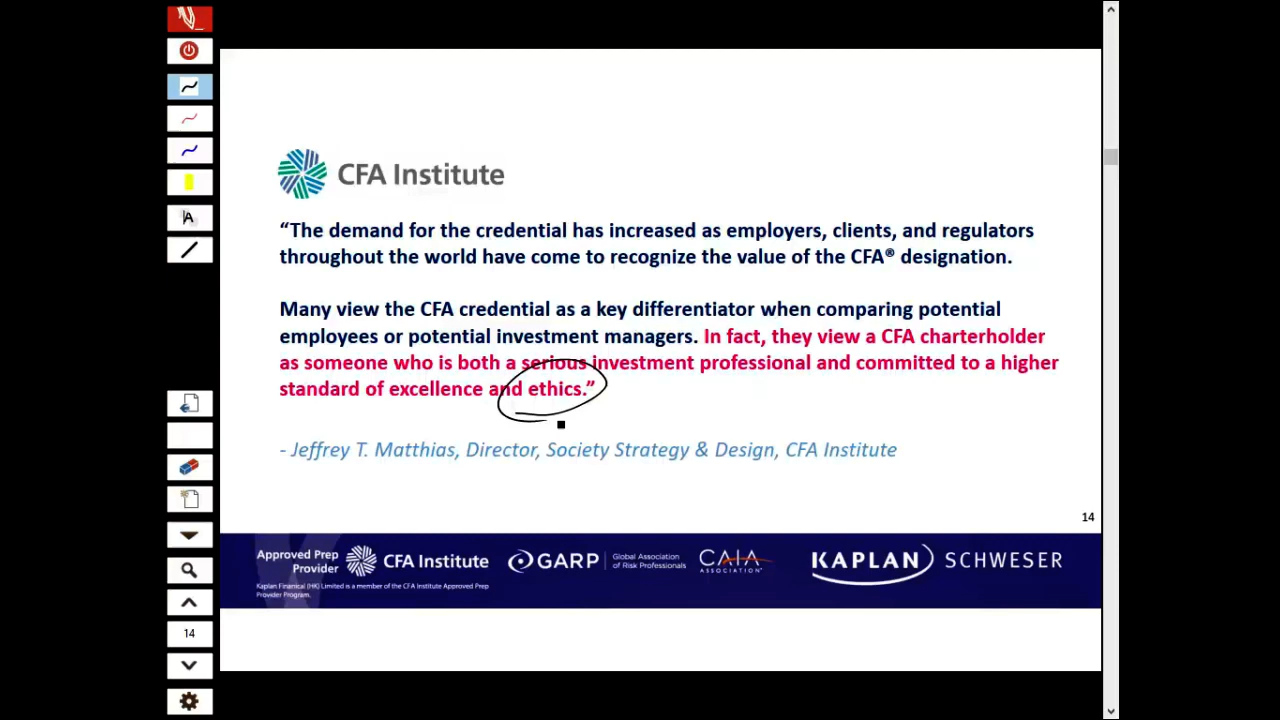 CFA Institute
“The demand for the credential has increased as employers, clients, and regulators
throughout the world have come to recognize the value of the CFA® designation.
Many view the CFA credential as a key differentiator when comparing potential
employees or potential investment managers. In fact, they view a CFA charterholder
as someone who is both a serious investment professional and committed to a higher
standard of excellence and ethics.”
- Jeffrey T. Matthias, Director, Society Strategy & Design, CFA Institute
14
Approved Prep
Provider
CFA Institute
Kaplan Financial (HK) Limited is a member of the CFA Institute Approved Prep
Provider Program.
GARP
Global Association
of Risk Professionals
CAIA
ASSOCIATION
KAPLAN SCHWESER
A
14